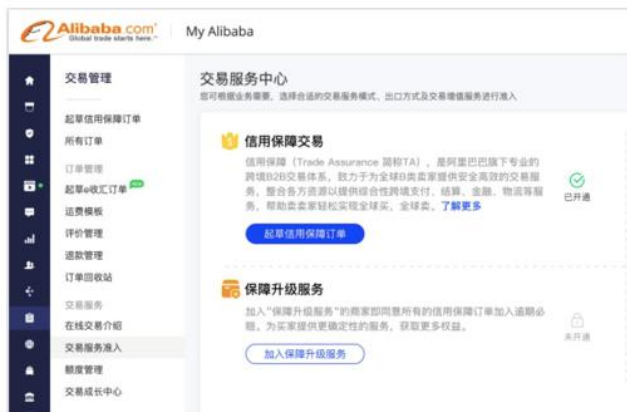 Alibaba.com
Global trade starts here.
My Alibaba
交易管理
起草信用保障订单
所有订单
订单管理
起草e收汇订单
运费模板
评价管理
退款管理
订单回收站
交易服务
在线交易介绍
交易服务准入
额度管理
交易成长中心
交易服务中心
您可根据业务需要，选择合适的交易服务模式、出口方式及交易增值服务进行准入
信用保障交易
信用保障（Trade Assurance 简称TA），是阿里巴巴旗下专业的
跨境B2B交易体系，致力于为全球B类卖家提供安全高效的交易服
务，整合各方资源以提供综合性跨境支付、结算、金融、物流等服
务，帮助卖卖家轻松实现全球买、全球卖。了解更多
已开通
起草信用保障订单
保障升级服务
加入“保障升级服务”的商家即同意所有的信用保障订单加入逾期必
赔，为买家提供更确定性的服务，获取更多权益。
未开通
加入保障升级服务